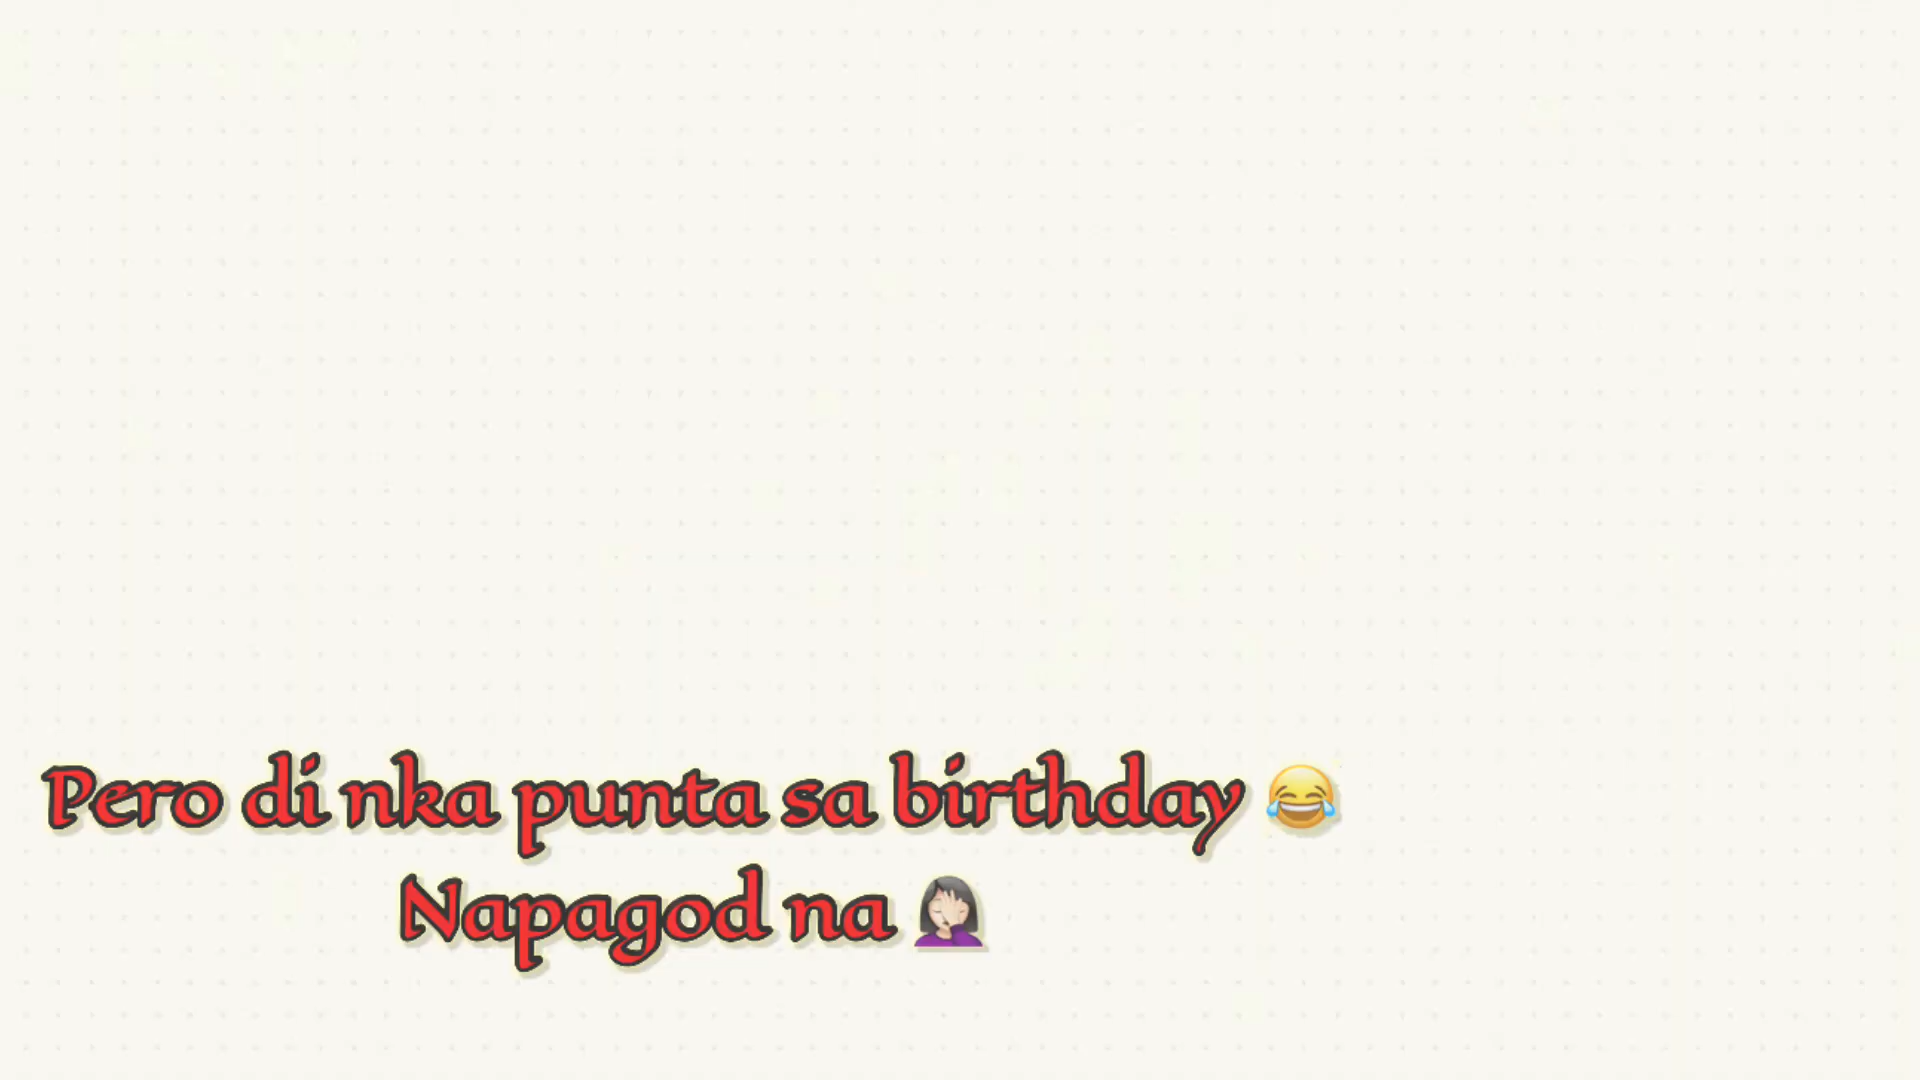 Pero di nka punta sa birthday 😂
Napagod na 🤦🏻‍♀️